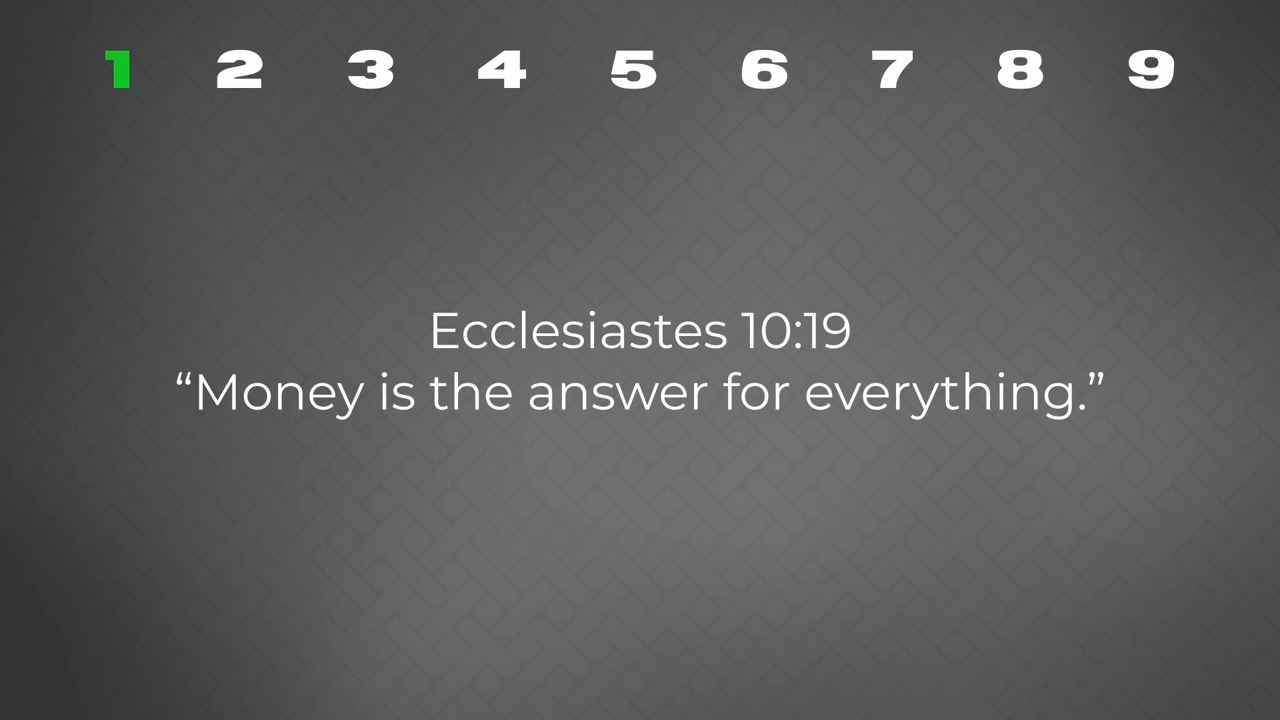 1 2 3 4 5 6 7 8 9
Ecclesiastes 10:19
“Money is the answer for everything.”